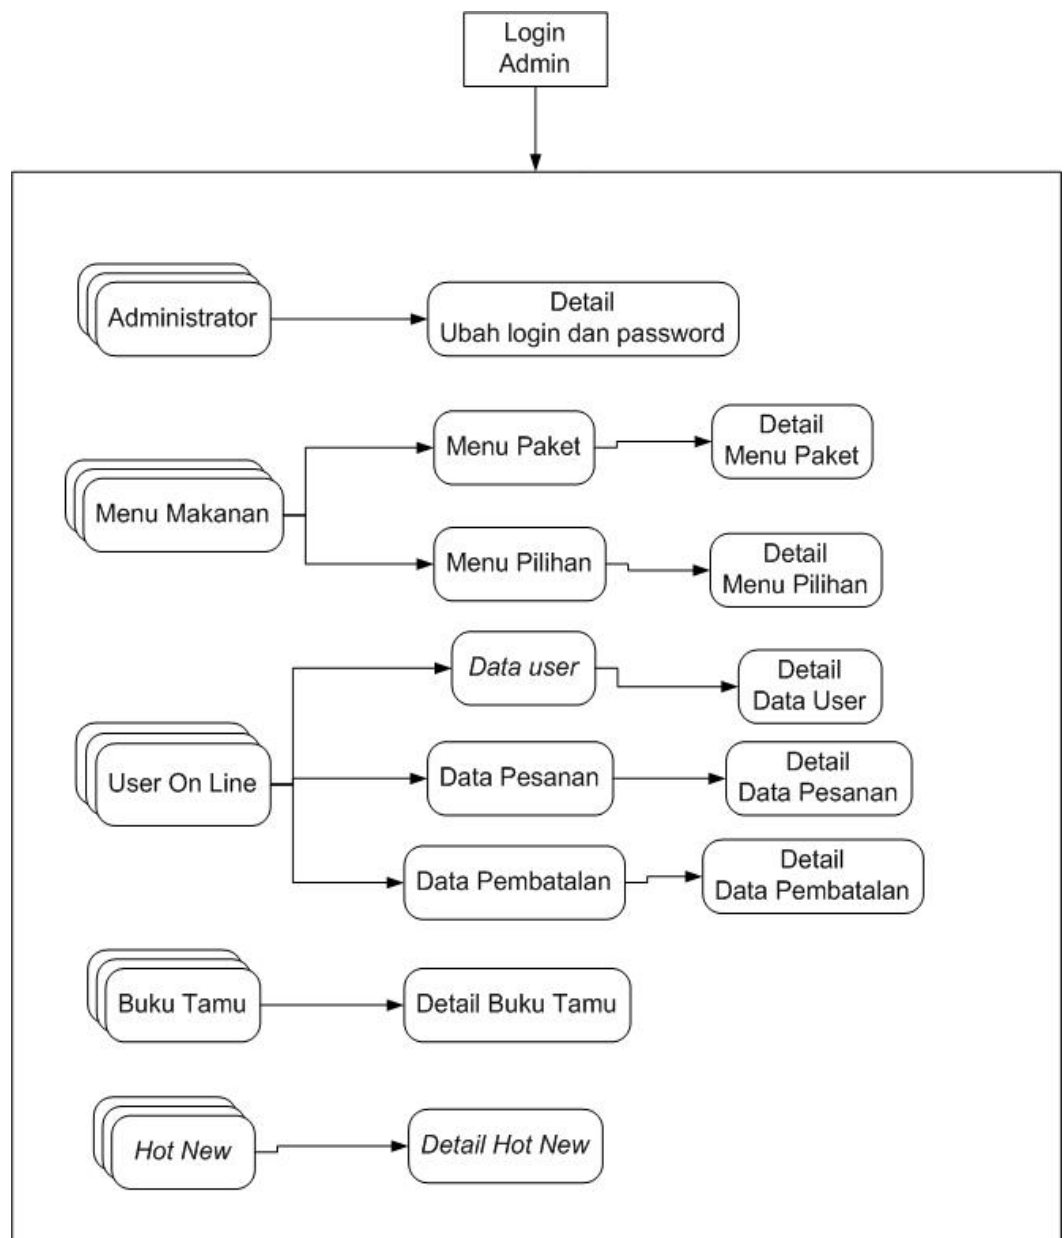 Login
Admin
Administrator
Detail
Ubah login dan password
Menu Makanan
Menu Paket
Detail
Menu Paket
Menu Pilihan
Detail
Menu Pilihan
User On Line
Data user
Detail
Data User
Data Pesanan
Detail
Data Pesanan
Data Pembatalan
Detail
Data Pembatalan
Buku Tamu
Detail Buku Tamu
Hot New
Detail Hot New